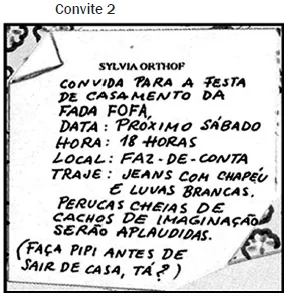 Convite 2
SYLVIA ORTHOF
CONVIDA PARA A FESTA
DE CASAMENTO DA
FADA FOFA,
DATA: PRÓXIMO SÁBADO
HORA: 18 HORAS
LOCAL: FAZ-DE-CONTA
TRAJE: JEANS COM CHAPÉU
E LUVAS BRANCAS.
PERUCAS CHEIAS DE
CACHOS DE IMAGINAÇÃO
SERÃO APLAUDIDAS.
(FAÇA PIPI ANTES DE
SAIR DE CASA, TÁ?)